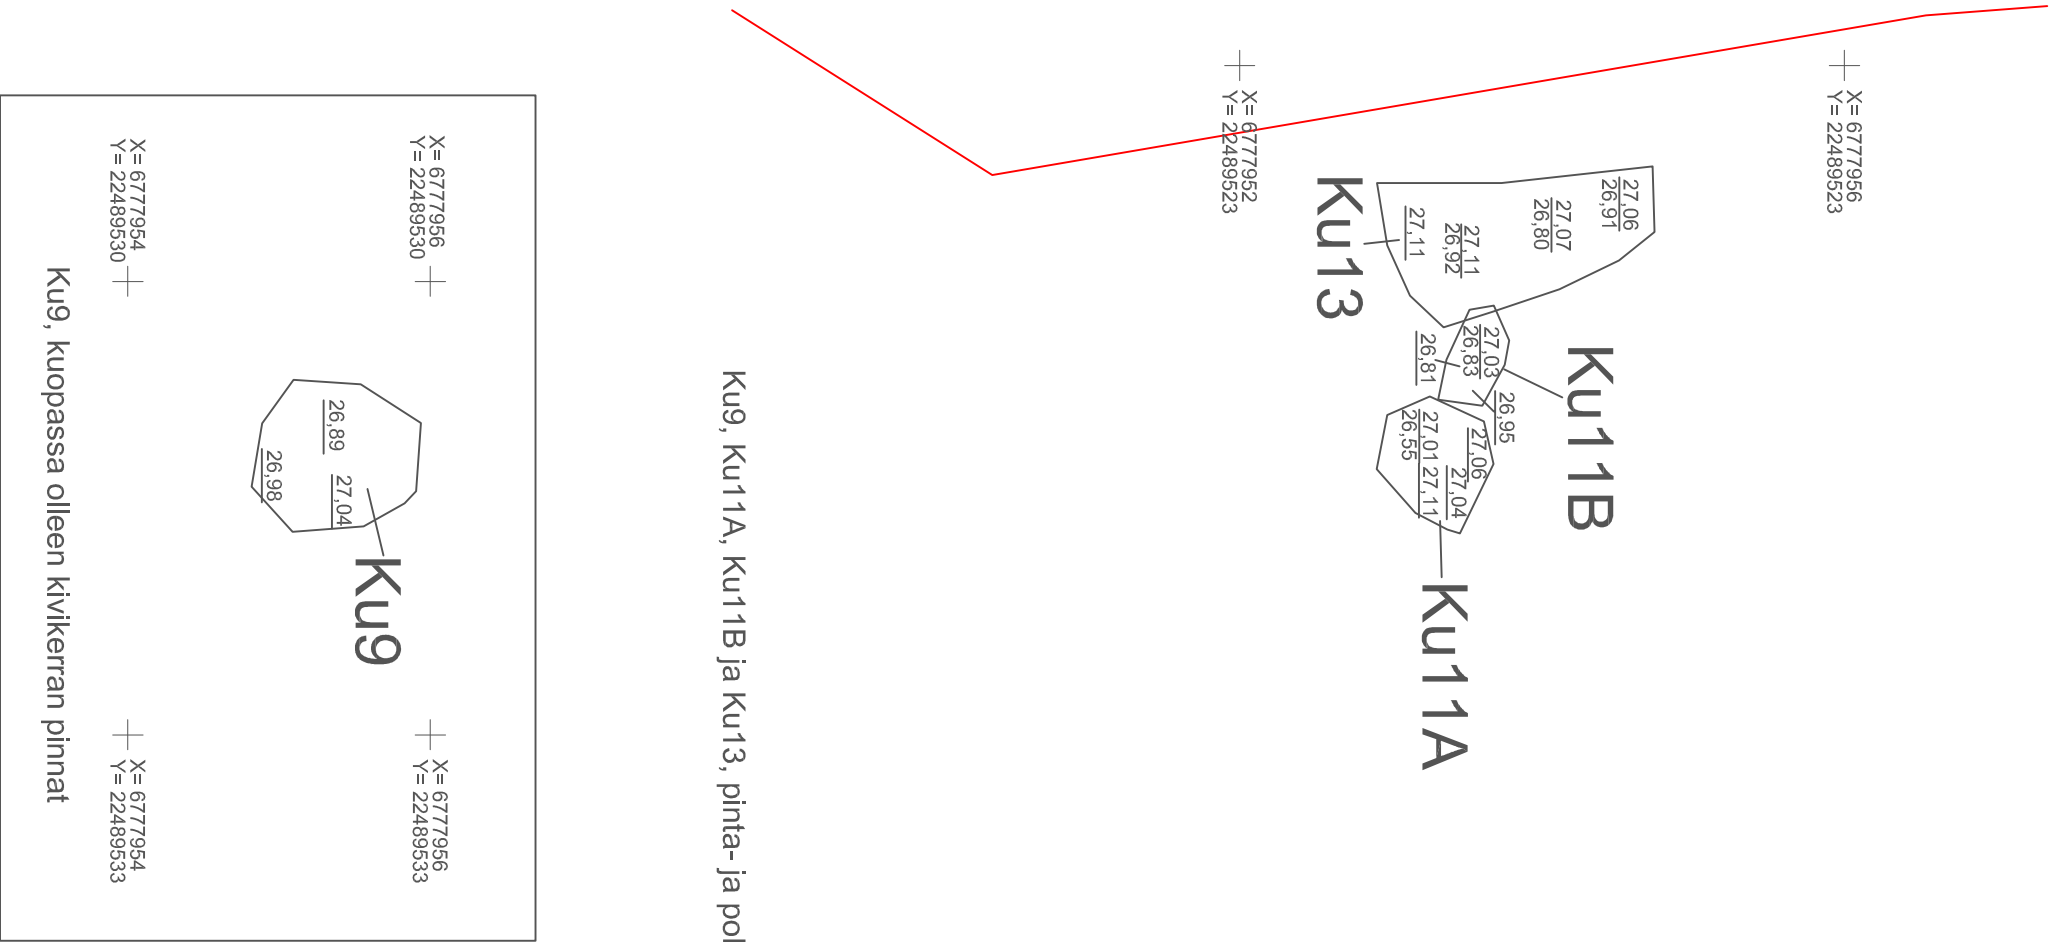 X= 6777956
Y= 22489523
X= 6777952
Y= 22489523
27,06
26,91
27,07
26,80
27,11
26,92
27,11
Ku13
Ku11B
27,03
26,83
26,81
26,95
27,06
27,04
27,01
26,55
27,11
Ku11A
Ku9, Ku11A, Ku11B ja Ku13, pinta- ja pol
X= 6777956
Y= 22489530
X= 6777954
Y= 22489530
26,89
27,04
26,98
Ku9
X= 6777956
Y= 22489533
X= 6777954
Y= 22489533
Ku9, kuopassa olleen kivikerran pinnat